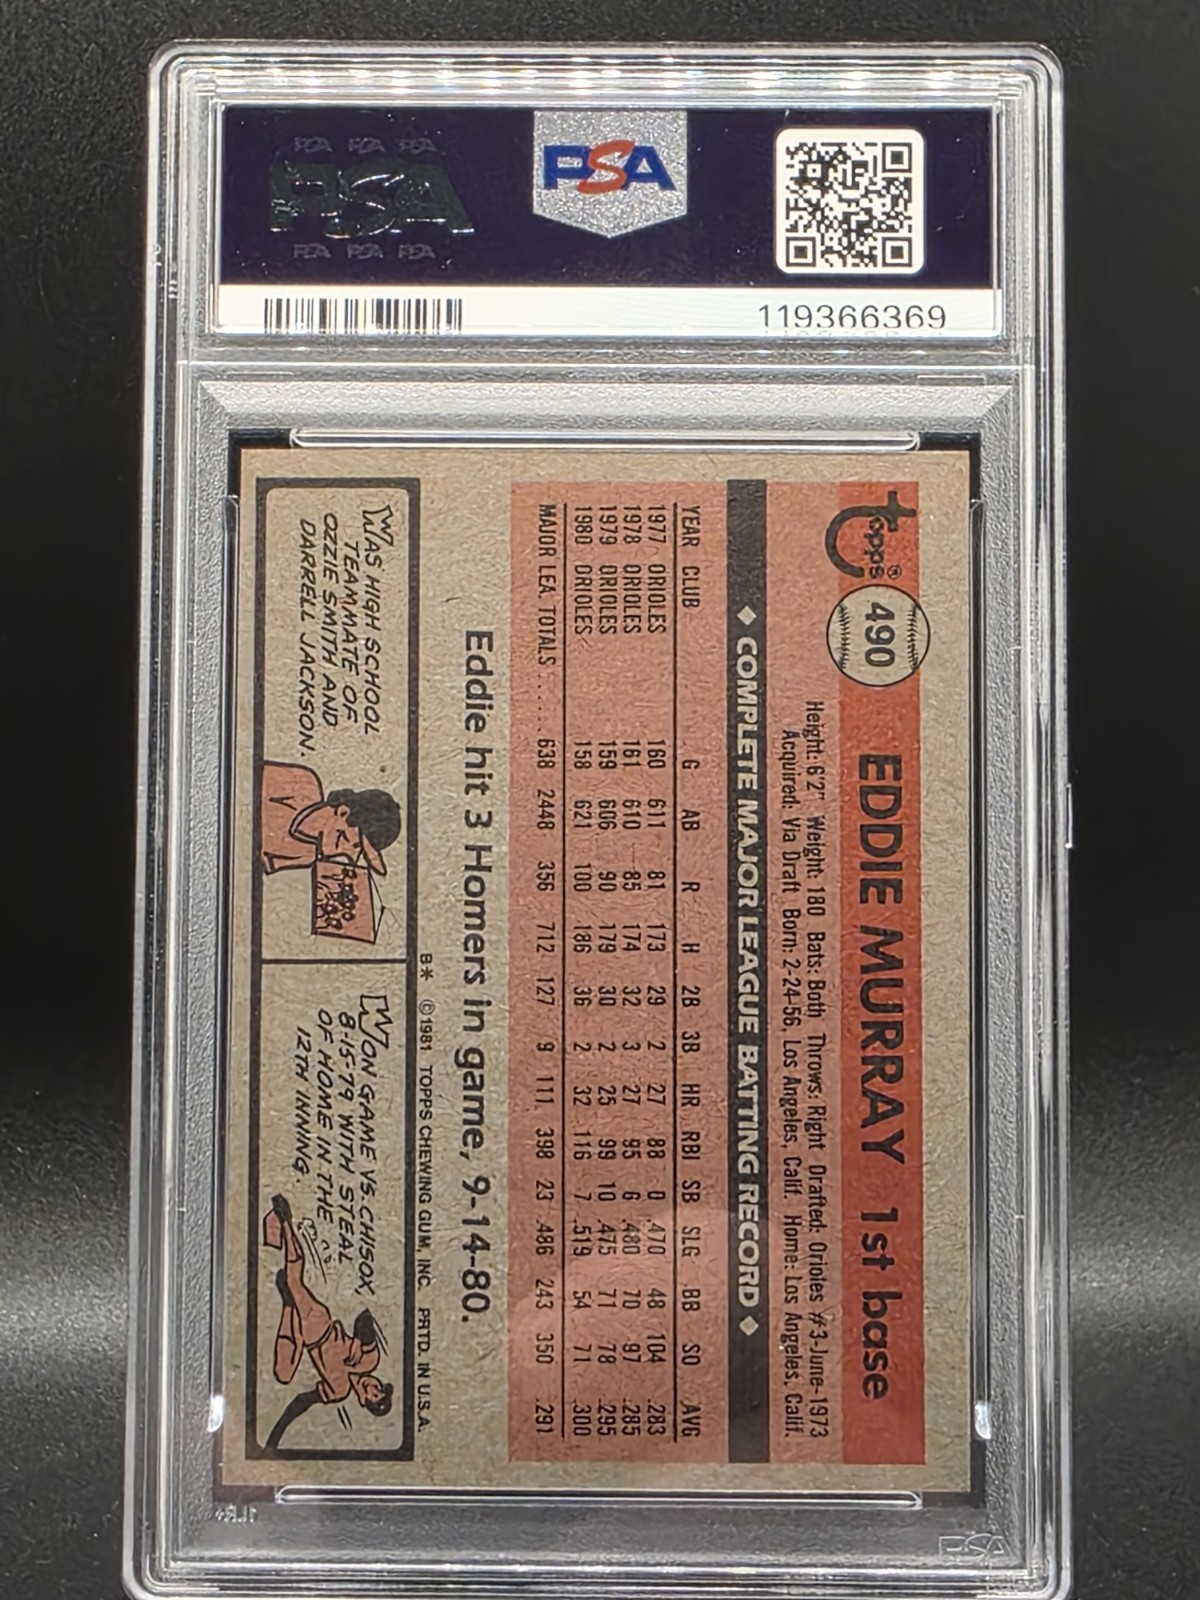 PSA PSA PSA
PSA
PSA PSA PSA
PSA
119366369
Topps®
490
EDDIE MURRAY 1st base
Height: 6'2" Weight: 180 Bats: Both Throws: Right Drafted: Orioles #3-June-1973
Acquired: Via Draft Born: 2-24-56, Los Angeles, Calif. Home: Los Angeles, Calif.
◆ COMPLETE MAJOR LEAGUE BATTING RECORD ◆
YEAR CLUB G AB R H 2B 3B HR RBI SB SLG BB SO AVG
1977 ORIOLES 160 611 81 173 29 2 27 88 0 .470 48 104 .283
1978 ORIOLES 161 610 85 174 32 3 27 95 6 .480 70 97 .285
1979 ORIOLES 159 606 90 179 30 2 25 99 10 .475 71 78 .295
1980 ORIOLES 158 621 100 186 36 2 32 116 7 .519 54 71 .300
MAJOR LEA. TOTALS..... 638 2448 356 712 127 9 111 398 23 .486 243 350 .291
Eddie hit 3 Homers in game, 9-14-80.
B* ©1981 TOPPS CHEWING GUM, INC. PRTD. IN U.S.A.
WAS HIGH SCHOOL
TEAMMATE OF
OZZIE SMITH AND
DARRELL JACKSON.
WON GAME VS. CHISOX,
8-15-79 WITH STEAL
OF HOME IN THE
12TH INNING.
PSA